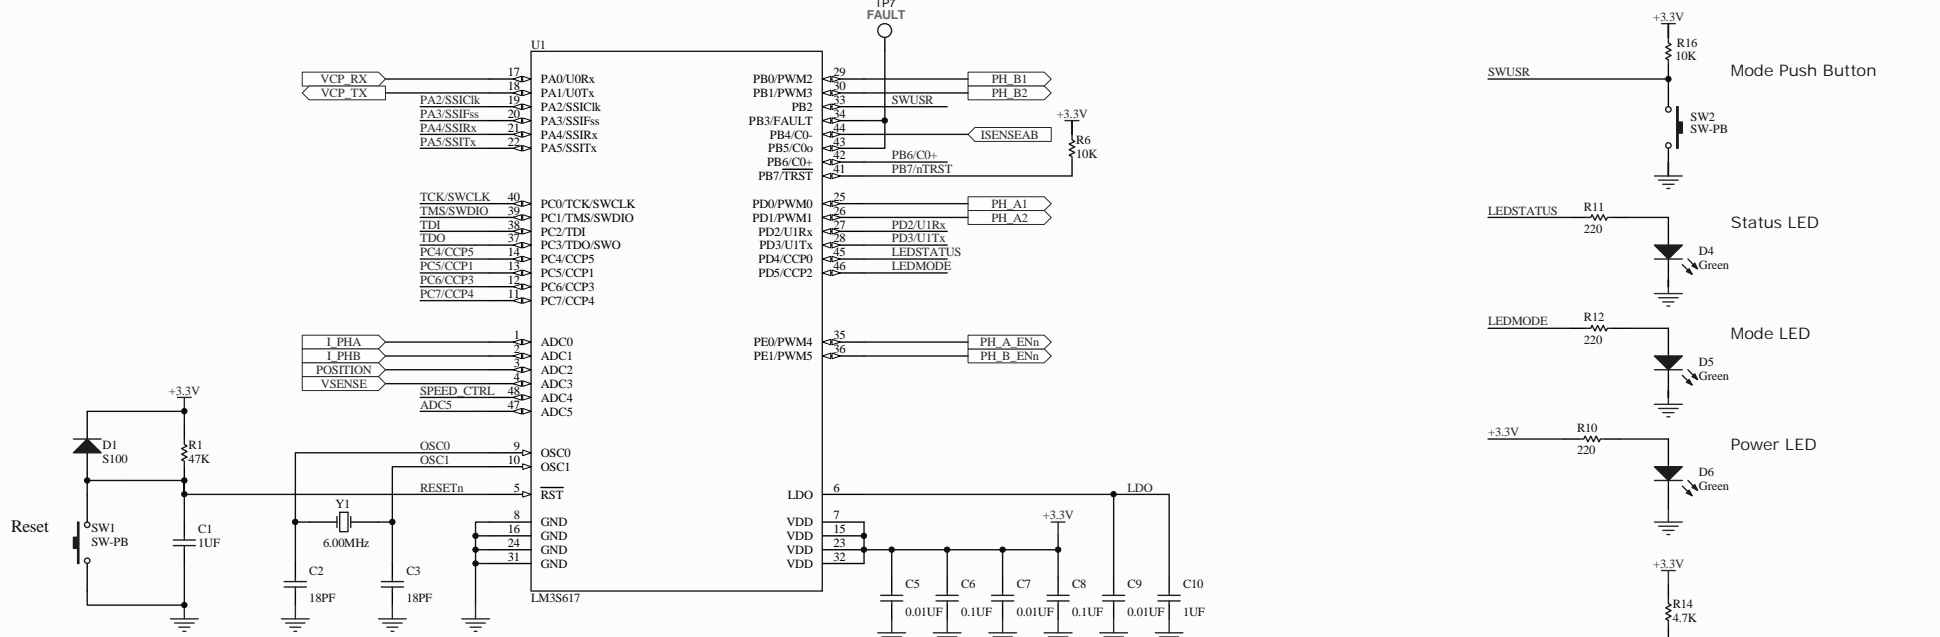 TP7
FAULT
U1
VCP_RX 17 PA0/U0Rx PB0/PWM2 29 PH_B1
VCP_TX 18 PA1/U0Tx PB1/PWM3 30 PH_B2
PA2/SSIClk 19 PA2/SSIClk PB2 33 SWUSR
PA3/SSIFss 20 PA3/SSIFss PB3/FAULT 34
PA4/SSIRx 21 PA4/SSIRx PB4/C0- 44 ISENSEAB
PA5/SSITx 22 PA5/SSITx PB5/C0o 43
PB6/C0+ 42 PB6/C0+
PB7/TRST 41 PB7/nTRST
+3.3V
R6
10K
TCK/SWCLK 40 PC0/TCK/SWCLK PD0/PWM0 25 PH_A1
TMS/SWDIO 39 PC1/TMS/SWDIO PD1/PWM1 26 PH_A2
TDI 38 PC2/TDI PD2/U1Rx 27 PD2/U1Rx
TDO 37 PC3/TDO/SWO PD3/U1Tx 28 PD3/U1Tx
PC4/CCP5 14 PC4/CCP5 PD4/CCP0 45 LEDSTATUS
PC5/CCP1 13 PC5/CCP1 PD5/CCP2 46 LEDMODE
PC6/CCP3 12 PC6/CCP3
PC7/CCP4 11 PC7/CCP4
I_PHA 1 ADC0 PE0/PWM4 35 PH_A_ENn
I_PHB 2 ADC1 PE1/PWM5 36 PH_B_ENn
POSITION 3 ADC2
VSENSE 4 ADC3
SPEED_CTRL 48 ADC4
ADC5 47 ADC5
OSC0 9 OSC0
OSC1 10 OSC1
RESETn 5 RST LDO 6 LDO
8 GND VDD 7
16 GND VDD 15
24 GND VDD 23
31 GND VDD 32
LM3S617
+3.3V
D1
S100
R1
47K
Reset
SW1
SW-PB
C1
1UF
Y1
6.00MHz
C2
18PF
C3
18PF
+3.3V
C5
0.01UF
C6
0.1UF
C7
0.01UF
C8
0.1UF
C9
0.01UF
C10
1UF
+3.3V
R16
10K
SWUSR
Mode Push Button
SW2
SW-PB
LEDSTATUS
R11
220
Status LED
D4
Green
LEDMODE
R12
220
Mode LED
D5
Green
+3.3V
R10
220
Power LED
D6
Green
+3.3V
R14
4.7K